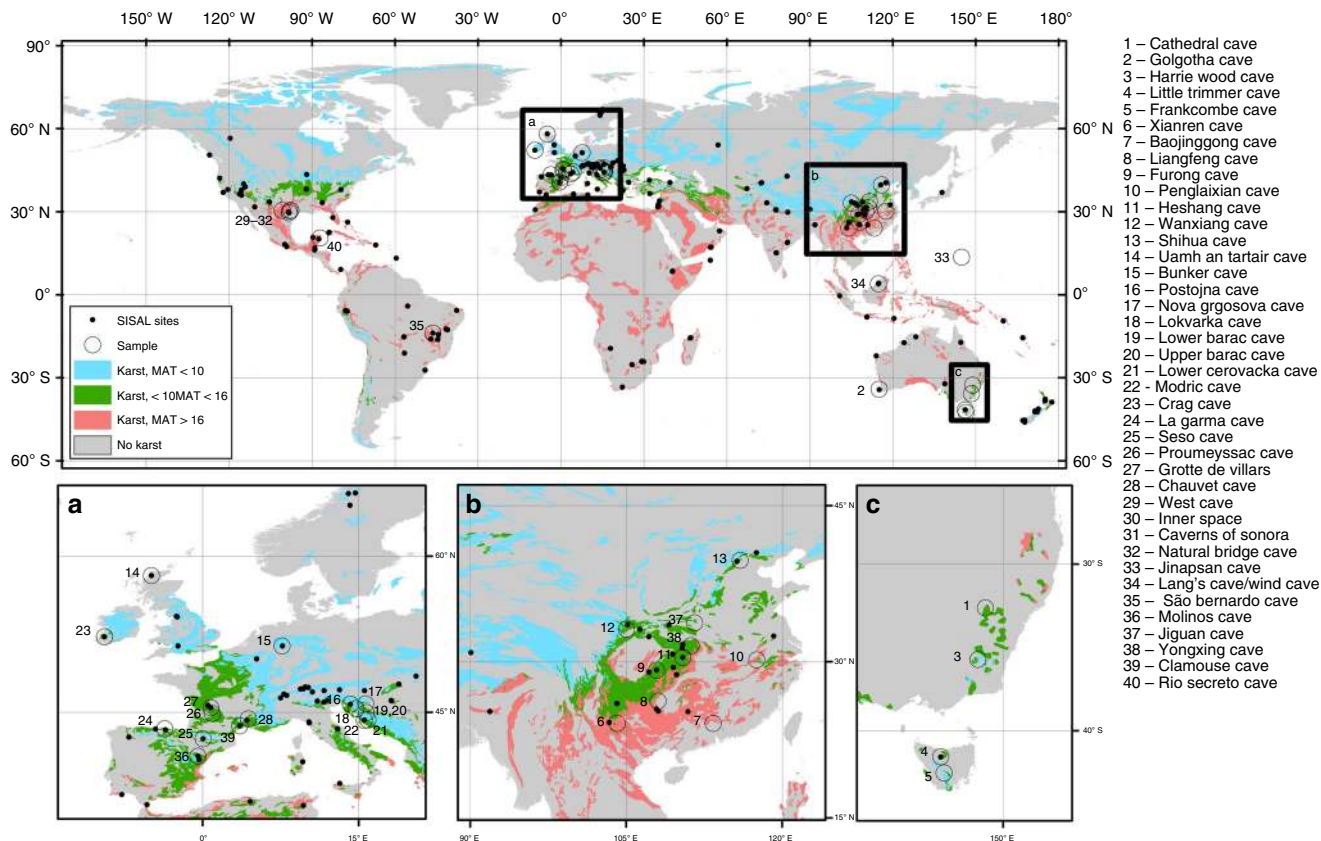 150° W 120° W 90° W 60° W 30° W 0° 30° E 60° E 90° E 120° E 150° E 180°
90°
60° N
30° N
0°
30° S
60° S
60° N
30° N
0°
30° S
60° S
a
b
c
29–32
40
33
34
35
2
SISAL sites
Sample
Karst, MAT < 10
Karst, < 10MAT < 16
Karst, MAT > 16
No karst
1 – Cathedral cave
2 – Golgotha cave
3 – Harrie wood cave
4 – Little trimmer cave
5 – Frankcombe cave
6 – Xianren cave
7 – Baojinggong cave
8 – Liangfeng cave
9 – Furong cave
10 – Penglaixian cave
11 – Heshang cave
12 – Wanxiang cave
13 – Shihua cave
14 – Uamh an tartair cave
15 – Bunker cave
16 – Postojna cave
17 – Nova grgosova cave
18 – Lokvarka cave
19 – Lower barac cave
20 – Upper barac cave
21 – Lower cerovacka cave
22 - Modric cave
23 – Crag cave
24 – La garma cave
25 – Seso cave
26 – Proumeyssac cave
27 – Grotte de villars
28 – Chauvet cave
29 – West cave
30 – Inner space
31 – Caverns of sonora
32 – Natural bridge cave
33 – Jinapsan cave
34 – Lang's cave/wind cave
35 – São bernardo cave
36 – Molinos cave
37 – Jiguan cave
38 – Yongxing cave
39 – Clamouse cave
40 – Rio secreto cave
a
14
23
15
27
26
24
25
28
39
36
16
17
18
19,20
22
21
60° N
45° N
0° 15° E
b
13
12
37
38
11
10
9
8
6
7
45° N
30° N
15° N
90° E 105° E 120° E
c
1
3
4
5
30° S
40° S
150° E